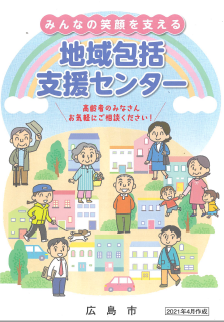 みんなの笑顔を支える
地域包括
支援センター
高齢者のみなさん
お気軽にご相談ください！
広島市
2021年4月作成